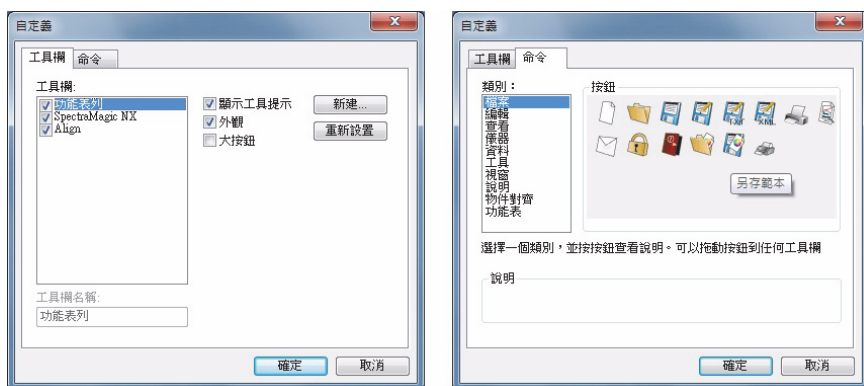 自定義
工具欄 命令
工具欄:
功能表列
SpectraMagic NX
Align
顯示工具提示
外觀
大按鈕
新建...
重新設置
工具欄名稱:
功能表列
確定 取消
自定義
工具欄 命令
類別：
檔案
編輯
查看
儀器
資料
工具
視窗
說明
物件對齊
功能表
按鈕
TXT
XML
另存範本
選擇一個類別，並按按鈕查看說明。可以拖動按鈕到任何工具欄
說明
確定 取消